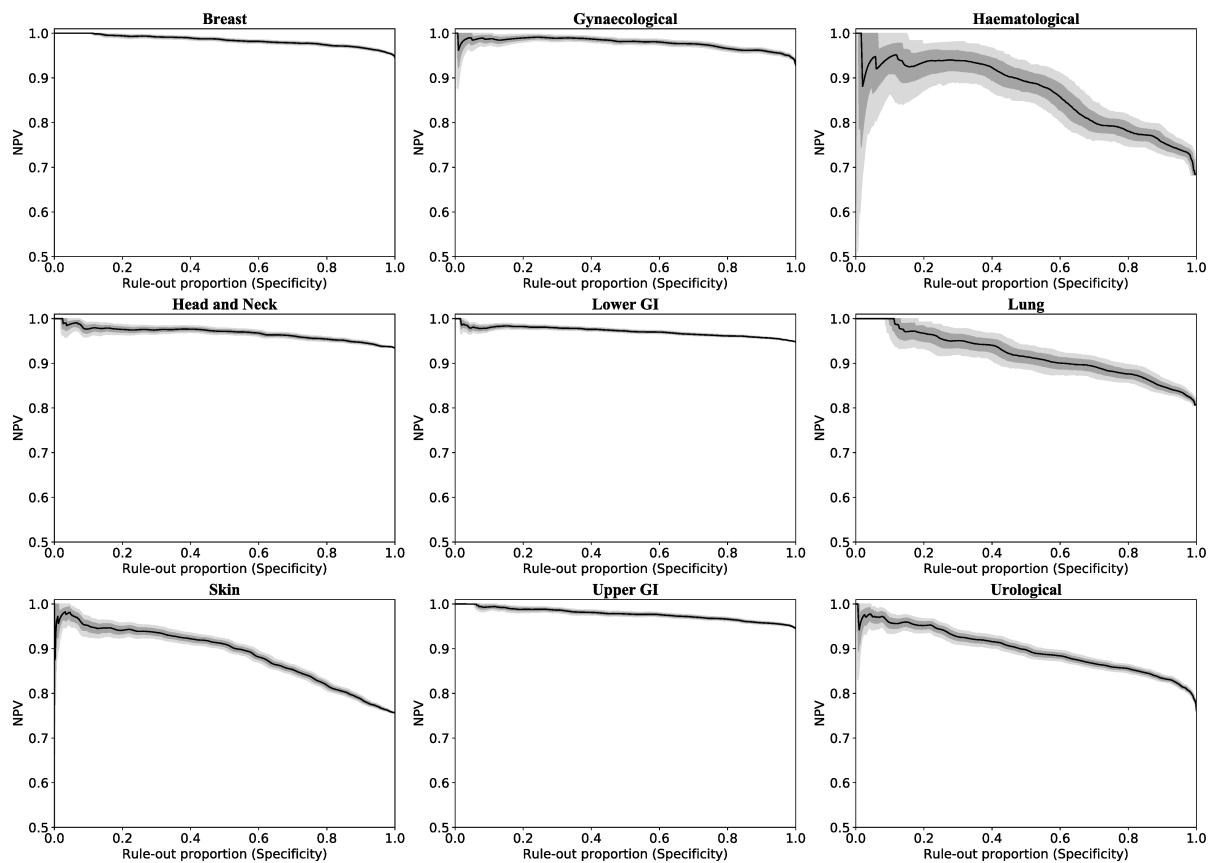 Breast Gynaecological Haematological
1.0 1.0 1.0
0.9 0.9 0.9
0.8 0.8 0.8
NPV NPV NPV
0.7 0.7 0.7
0.6 0.6 0.6
0.5 0.5 0.5
0.0 0.2 0.4 0.6 0.8 1.0 0.0 0.2 0.4 0.6 0.8 1.0 0.0 0.2 0.4 0.6 0.8 1.0
Rule-out proportion (Specificity) Rule-out proportion (Specificity) Rule-out proportion (Specificity)
Head and Neck Lower GI Lung
1.0 1.0 1.0
0.9 0.9 0.9
0.8 0.8 0.8
NPV NPV NPV
0.7 0.7 0.7
0.6 0.6 0.6
0.5 0.5 0.5
0.0 0.2 0.4 0.6 0.8 1.0 0.0 0.2 0.4 0.6 0.8 1.0 0.0 0.2 0.4 0.6 0.8 1.0
Rule-out proportion (Specificity) Rule-out proportion (Specificity) Rule-out proportion (Specificity)
Skin Upper GI Urological
1.0 1.0 1.0
0.9 0.9 0.9
0.8 0.8 0.8
NPV NPV NPV
0.7 0.7 0.7
0.6 0.6 0.6
0.5 0.5 0.5
0.0 0.2 0.4 0.6 0.8 1.0 0.0 0.2 0.4 0.6 0.8 1.0 0.0 0.2 0.4 0.6 0.8 1.0
Rule-out proportion (Specificity) Rule-out proportion (Specificity) Rule-out proportion (Specificity)